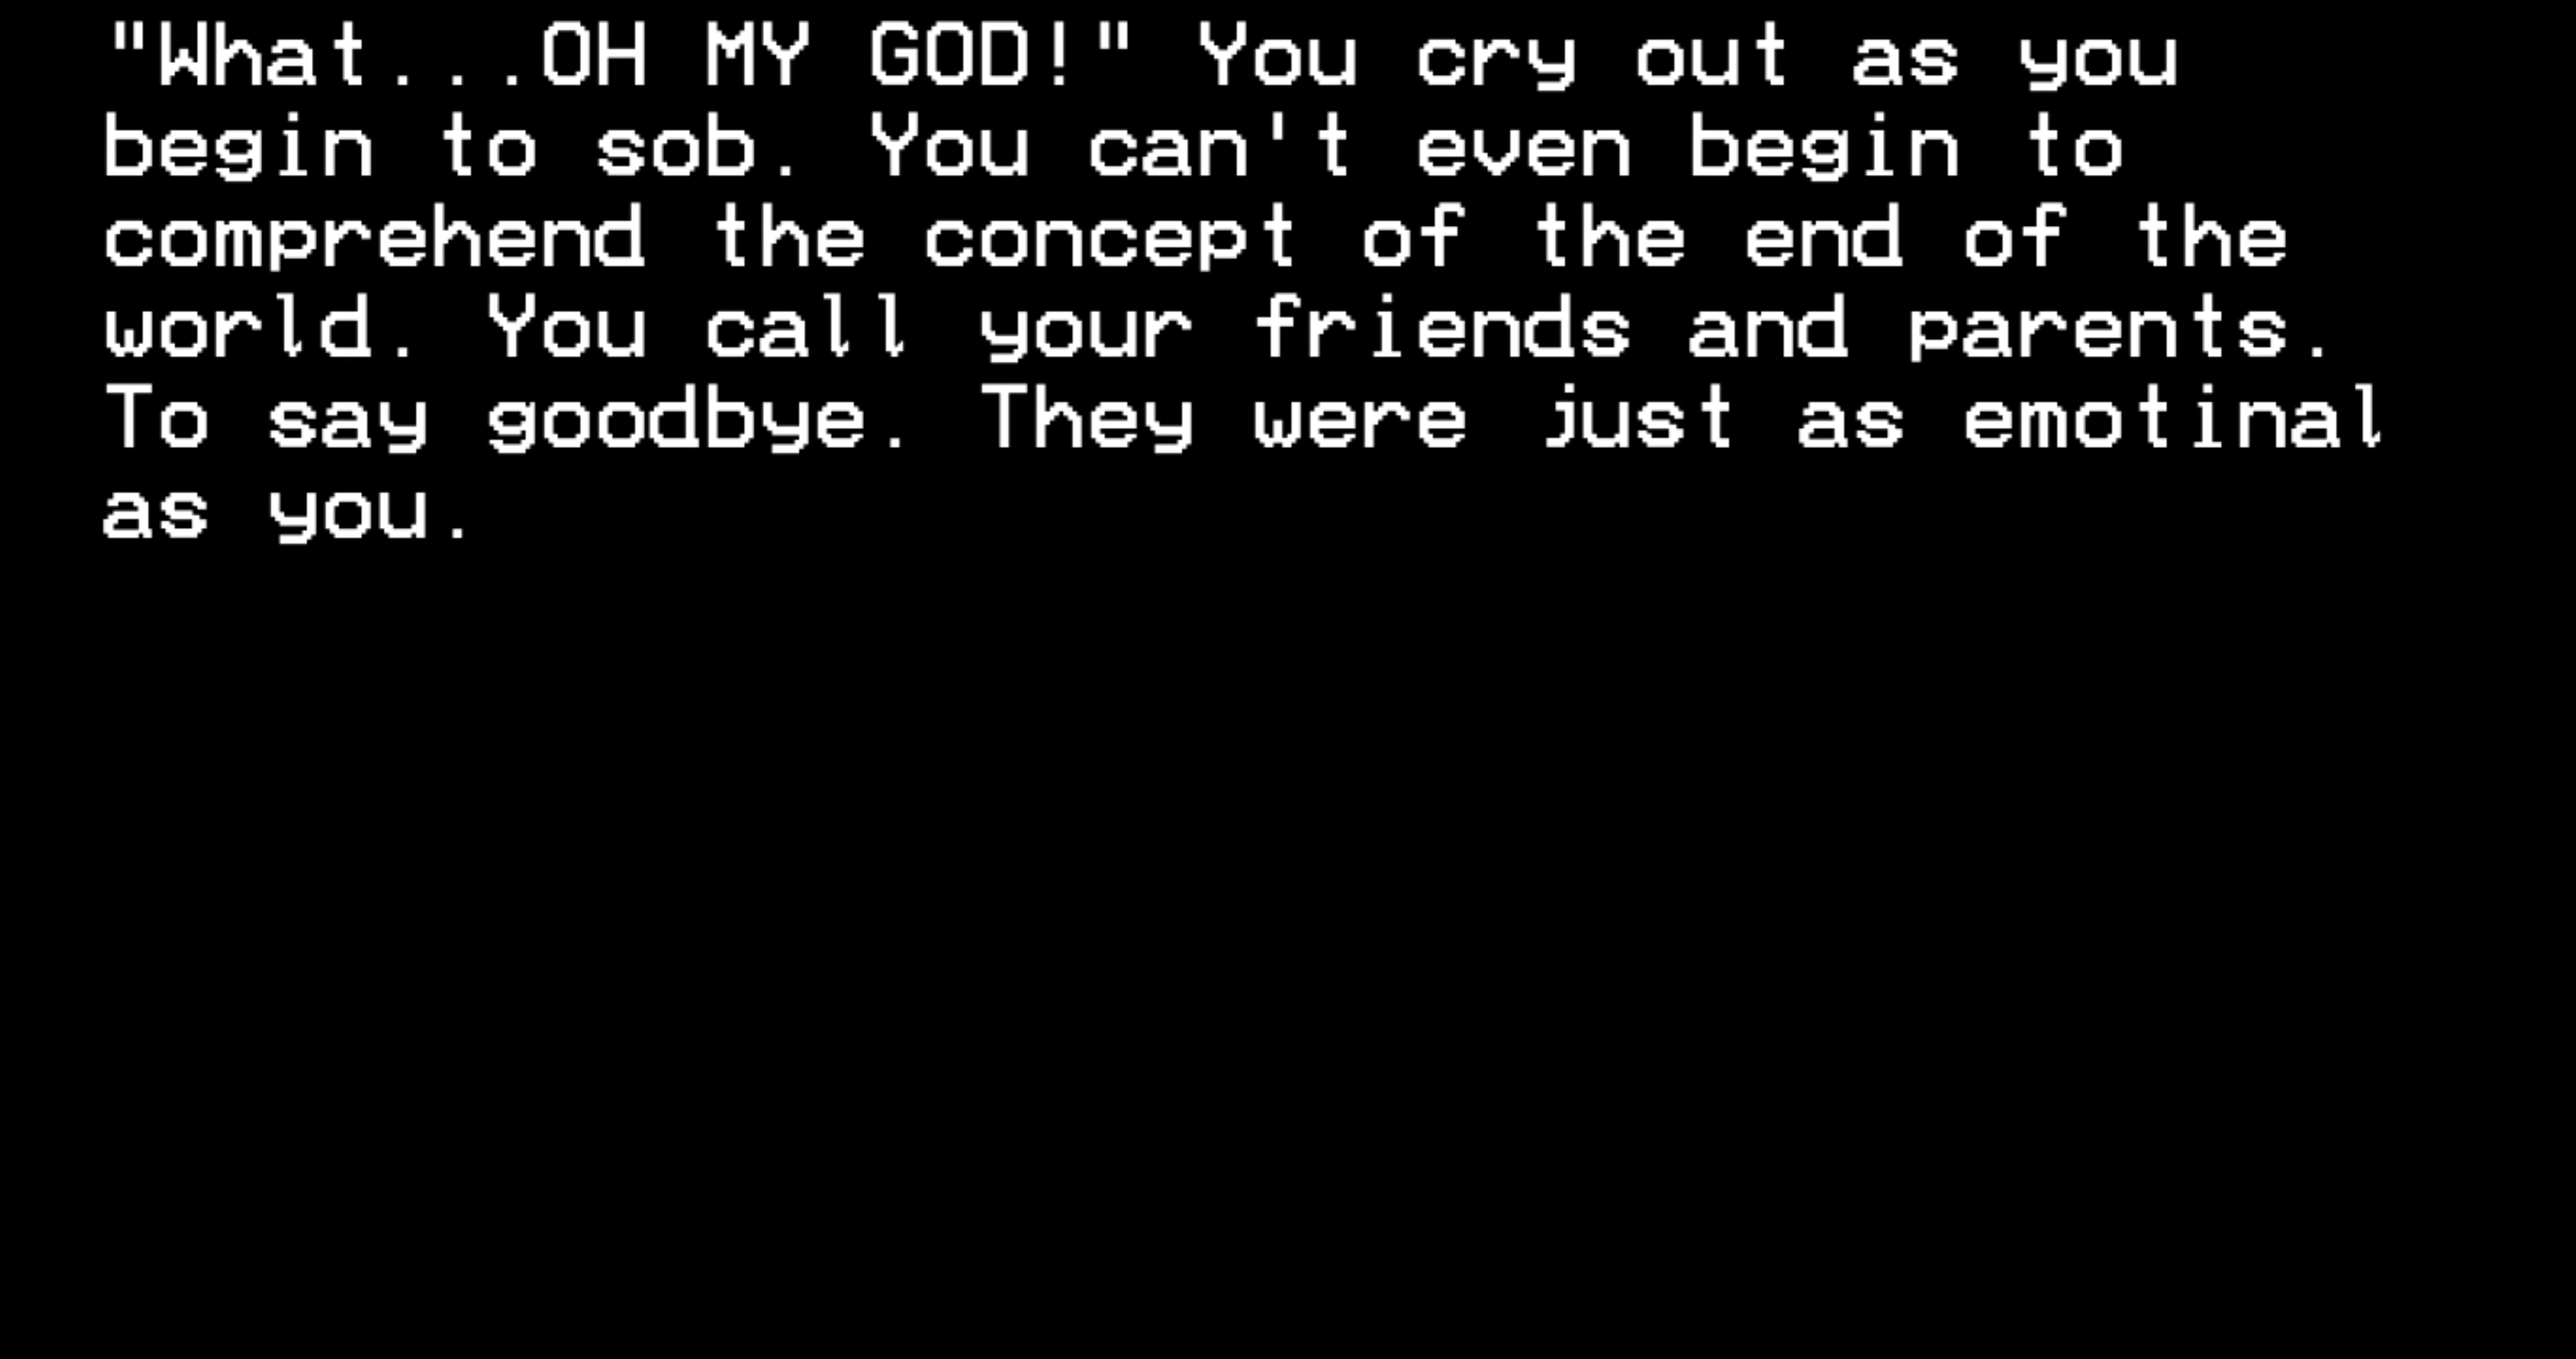 "What...OH MY GOD!" You cry out as you
begin to sob. You can't even begin to
comprehend the concept of the end of the
world. You call your friends and parents.
To say goodbye. They were just as emotinal
as you.